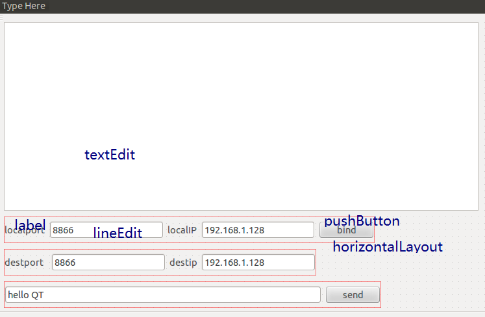 Type Here
textEdit
label
pushButton
localport 8866 localIP 192.168.1.128 bind
lineEdit
horizontalLayout
destport 8866 destip 192.168.1.128
hello QT send